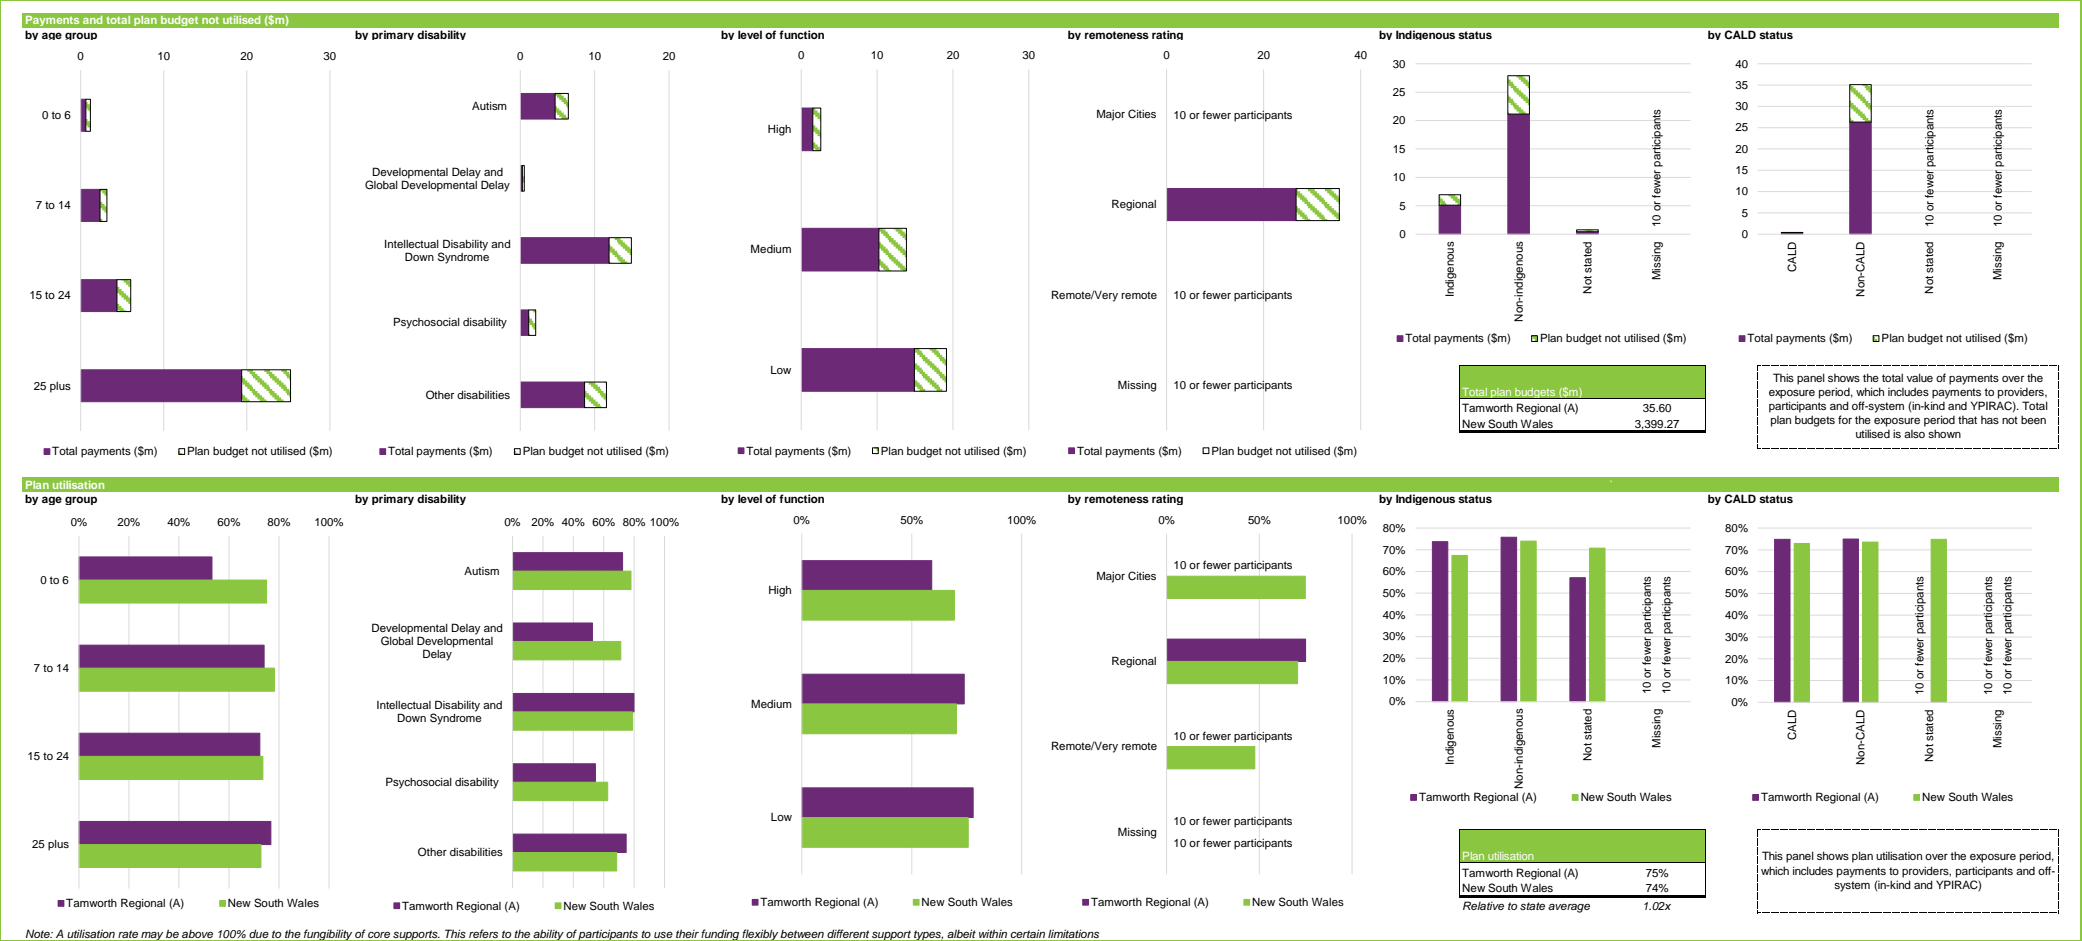 Payments and total plan budget not utilised ($m)
by age group
0
10
20
30
0 to 6
7 to 14
15 to 24
25 plus
Total payments ($m)
Plan budget not utilised ($m)
by primary disability
0
10
20
Autism
Developmental Delay and
Global Developmental Delay
Intellectual Disability and
Down Syndrome
Psychosocial disability
Other disabilities
Total payments ($m)
Plan budget not utilised ($m)
by level of function
0
10
20
30
High
Medium
Low
Total payments ($m)
Plan budget not utilised ($m)
by remoteness rating
0
20
40
Major Cities
10 or fewer participants
Regional
Remote/Very remote
10 or fewer participants
Missing
10 or fewer participants
Total payments ($m)
Plan budget not utilised ($m)
by Indigenous status
30
25
20
15
10
5
0
10 or fewer participants
Indigenous
Non-indigenous
Not stated
Missing
Total payments ($m)
Plan budget not utilised ($m)
by CALD status
40
35
30
25
20
15
10
5
0
10 or fewer participants
10 or fewer participants
CALD
Non-CALD
Not stated
Missing
Total payments ($m)
Plan budget not utilised ($m)
Total plan budgets ($m)
Tamworth Regional (A) 35.60
New South Wales 3,399.27
This panel shows the total value of payments over the
exposure period, which includes payments to providers,
participants and off-system (in-kind and YPIRAC). Total
plan budgets for the exposure period that has not been
utilised is also shown
Plan utilisation
by age group
0%
20%
40%
60%
80%
100%
0 to 6
7 to 14
15 to 24
25 plus
Tamworth Regional (A)
New South Wales
by primary disability
0%
20%
40%
60%
80%
100%
Autism
Developmental Delay and
Global Developmental
Delay
Intellectual Disability and
Down Syndrome
Psychosocial disability
Other disabilities
Tamworth Regional (A)
New South Wales
by level of function
0%
50%
100%
High
Medium
Low
Tamworth Regional (A)
New South Wales
by remoteness rating
0%
50%
100%
Major Cities
10 or fewer participants
Regional
Remote/Very remote
10 or fewer participants
Missing
10 or fewer participants
10 or fewer participants
Tamworth Regional (A)
New South Wales
by Indigenous status
80%
70%
60%
50%
40%
30%
20%
10%
0%
10 or fewer participants
10 or fewer participants
Indigenous
Non-indigenous
Not stated
Missing
Tamworth Regional (A)
New South Wales
by CALD status
80%
70%
60%
50%
40%
30%
20%
10%
0%
10 or fewer participants
10 or fewer participants
10 or fewer participants
CALD
Non-CALD
Not stated
Missing
Tamworth Regional (A)
New South Wales
Plan utilisation
Tamworth Regional (A) 75%
New South Wales 74%
Relative to state average 1.02x
This panel shows plan utilisation over the exposure period,
which includes payments to providers, participants and off-
system (in-kind and YPIRAC)
Note: A utilisation rate may be above 100% due to the fungibility of core supports. This refers to the ability of participants to use their funding flexibly between different support types, albeit within certain limitations